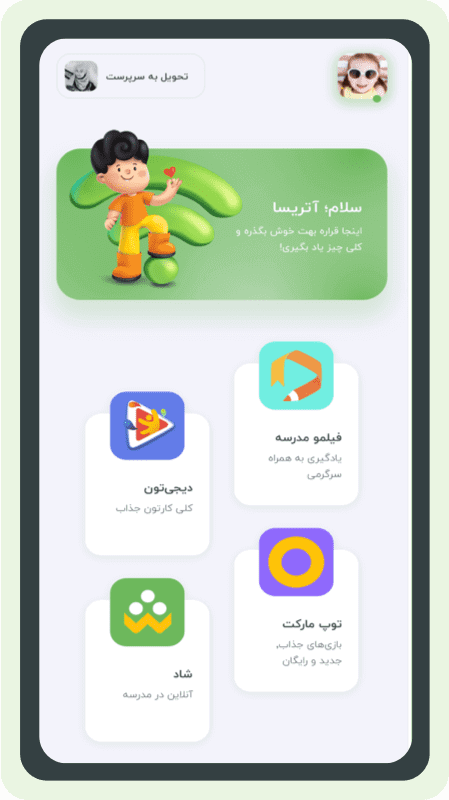 تحویل به سرپرست
سلام؛ آتریسا
اینجا قراره بهت خوش بگذره و
کلی چیز یاد بگیری!
فیلمو مدرسه
یادگیری به همراه
سرگرمی
دیجی‌تون
کلی کارتون جذاب
توپ مارکت
بازی‌های جذاب،
جدید و رایگان
شاد
آنلاین در مدرسه